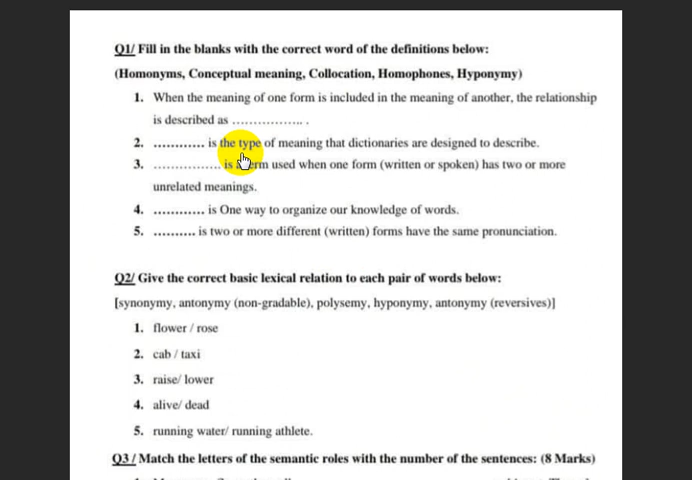 Q1/ Fill in the blanks with the correct word of the definitions below:
(Homonyms, Conceptual meaning, Collocation, Homophones, Hyponymy)
1. When the meaning of one form is included in the meaning of another, the relationship
is described as ................. .
2. ............ is the type of meaning that dictionaries are designed to describe.
3. ................ is a term used when one form (written or spoken) has two or more
unrelated meanings.
4. ............ is One way to organize our knowledge of words.
5. .......... is two or more different (written) forms have the same pronunciation.
Q2/ Give the correct basic lexical relation to each pair of words below:
[synonymy, antonymy (non-gradable), polysemy, hyponymy, antonymy (reversives)]
1. flower / rose
2. cab / taxi
3. raise/ lower
4. alive/ dead
5. running water/ running athlete.
Q3 / Match the letters of the semantic roles with the number of the sentences: (8 Marks)